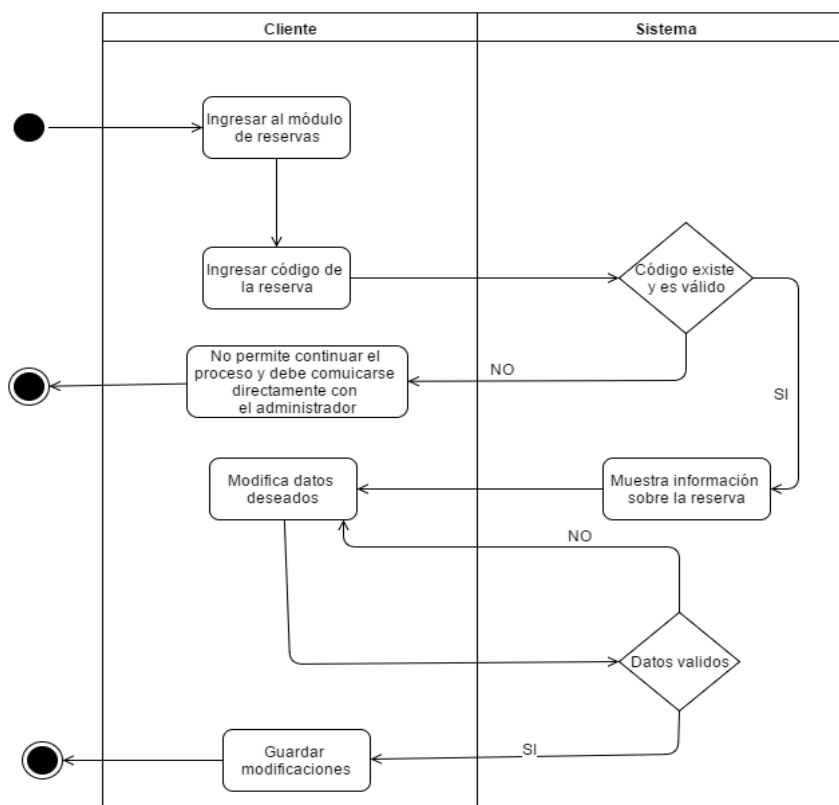 Cliente
Sistema
Ingresar al módulo
de reservas
Ingresar código de
la reserva
Código existe
y es válido
No permite continuar el
proceso y debe comuicarse
directamente con
el administrador
NO
SI
Modifica datos
deseados
Muestra información
sobre la reserva
NO
Datos validos
Guardar
modificaciones
SI